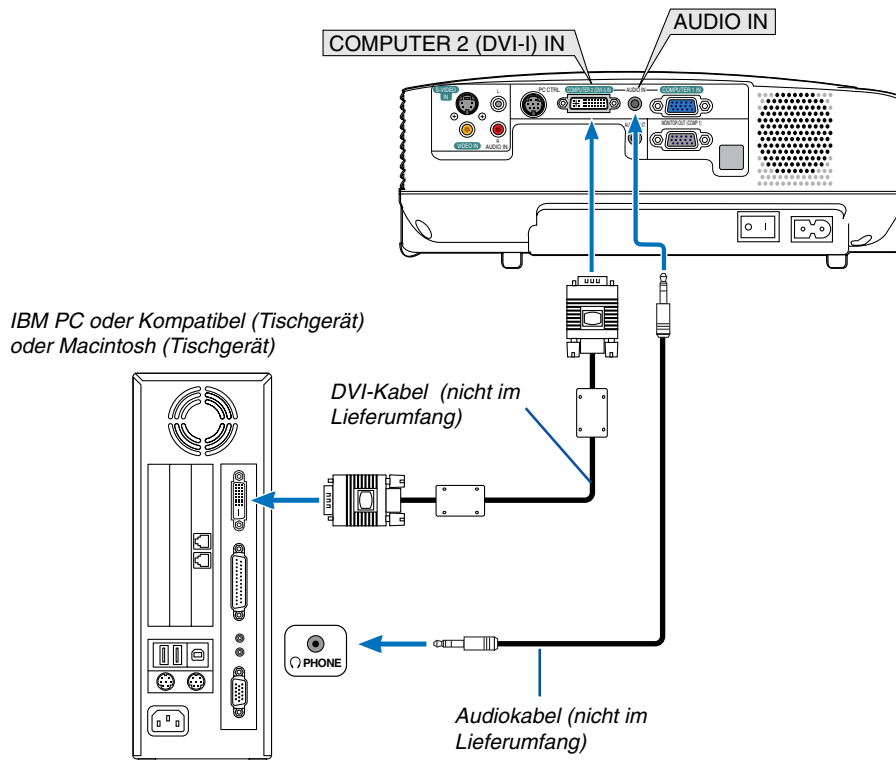 COMPUTER 2 (DVI-I) IN
AUDIO IN
S-VIDEO
IN
L
PC CTRL
COMPUTER 2 (DVI-I) IN
AUDIO IN
COMPUTER 1 IN
VIDEO IN
R
AUDIO IN
MONITOR OUT (COMP 1)
IBM PC oder Kompatibel (Tischgerät)
oder Macintosh (Tischgerät)
DVI-Kabel (nicht im
Lieferumfang)
PHONE
Audiokabel (nicht im
Lieferumfang)